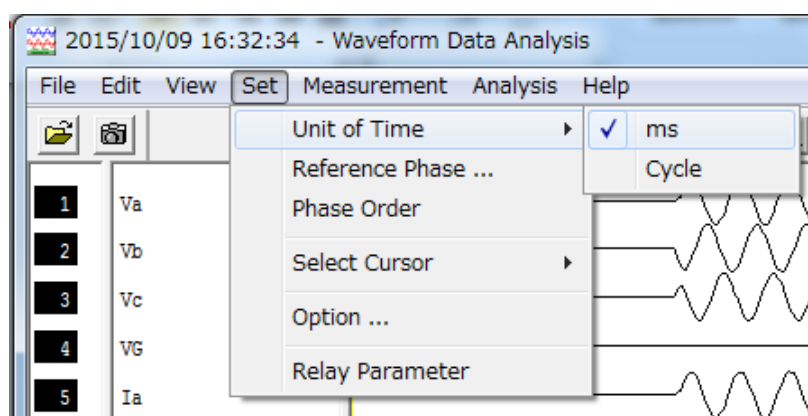 2015/10/09 16:32:34 - Waveform Data Analysis
File Edit View Set Measurement Analysis Help
Unit of Time
ms
Reference Phase ...
Cycle
Phase Order
Select Cursor
Option ...
Relay Parameter
1 Va
2 Vb
3 Vc
4 VG
5 Ia